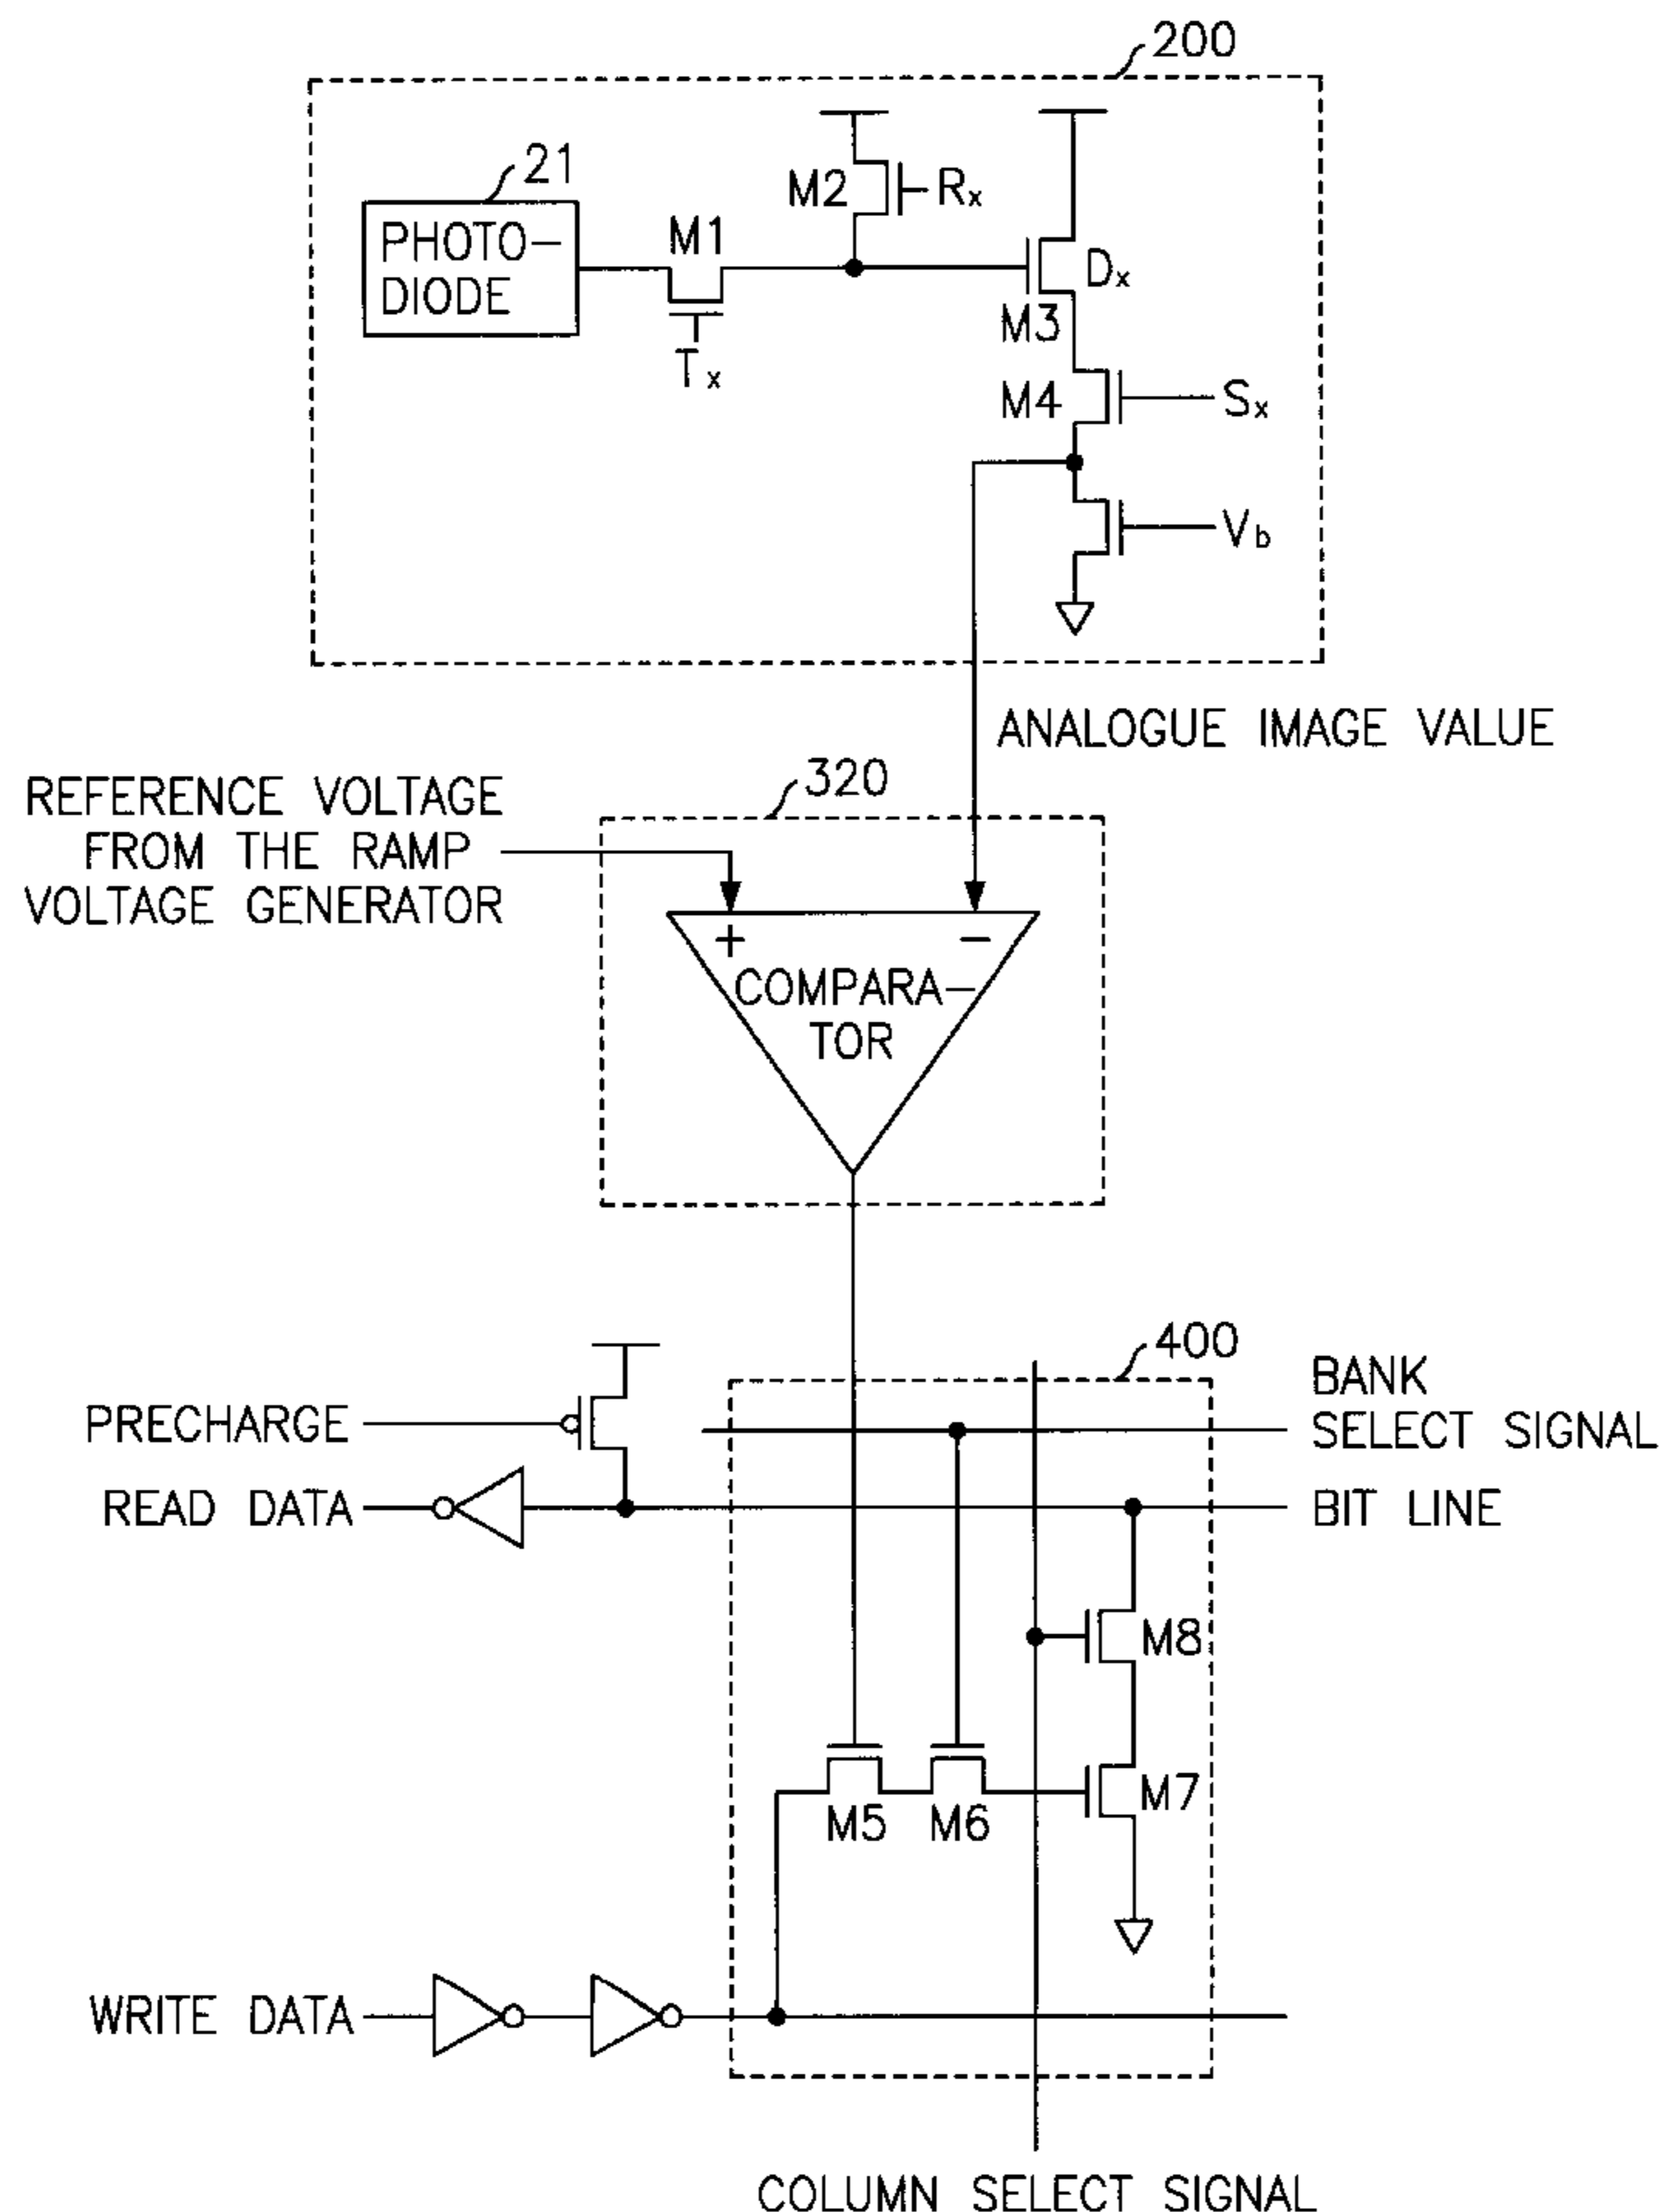 200
21
PHOTO-
DIODE
M1
Tx
M2
Rx
Dx
M3
M4
Sx
Vb
ANALOGUE IMAGE VALUE
REFERENCE VOLTAGE
FROM THE RAMP
VOLTAGE GENERATOR
320
+ −
COMPARA-
TOR
400
PRECHARGE
BANK
SELECT SIGNAL
READ DATA
BIT LINE
M8
M5
M6
M7
WRITE DATA
COLUMN SELECT SIGNAL